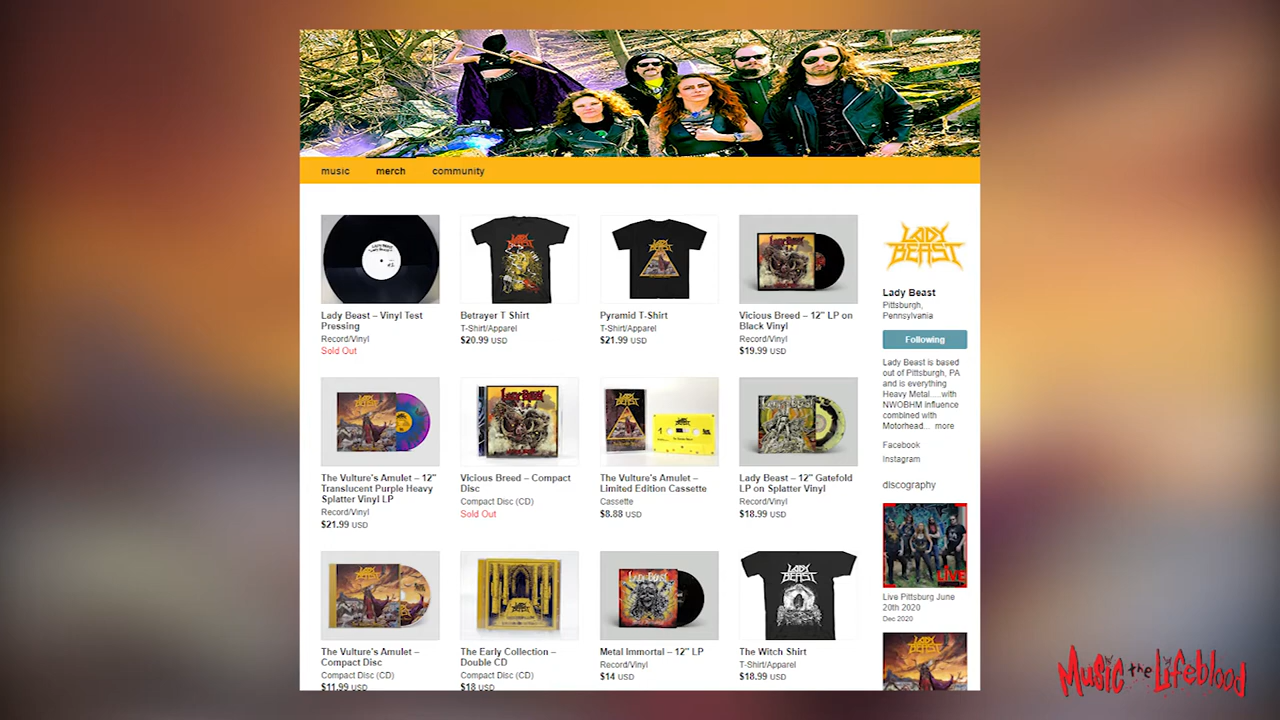 music merch community
Lady Beast – Vinyl Test
Pressing
Record/Vinyl
Sold Out
Betrayer T Shirt
T-Shirt/Apparel
$20.99 USD
Pyramid T-Shirt
T-Shirt/Apparel
$21.99 USD
Vicious Breed – 12" LP on
Black Vinyl
Record/Vinyl
$19.99 USD
The Vulture's Amulet – 12"
Translucent Purple Heavy
Splatter Vinyl LP
Record/Vinyl
$21.99 USD
Vicious Breed – Compact
Disc
Compact Disc (CD)
Sold Out
The Vulture's Amulet –
Limited Edition Cassette
Cassette
$8.88 USD
Lady Beast – 12" Gatefold
LP on Splatter Vinyl
Record/Vinyl
$18.99 USD
The Vulture's Amulet –
Compact Disc
Compact Disc (CD)
$11.99 USD
The Early Collection –
Double CD
Compact Disc (CD)
$18 USD
Metal Immortal – 12" LP
Record/Vinyl
$14 USD
The Witch Shirt
T-Shirt/Apparel
$18.99 USD
LADY
BEAST
Lady Beast
Pittsburgh,
Pennsylvania
Following
Lady Beast is based
out of Pittsburgh, PA
and is everything
Heavy Metal.....with
NWOBHM influence
combined with
Motorhead... more
Facebook
Instagram
discography
LIVE
Live Pittsburg June
20th 2020
Dec 2020
Music the Lifeblood